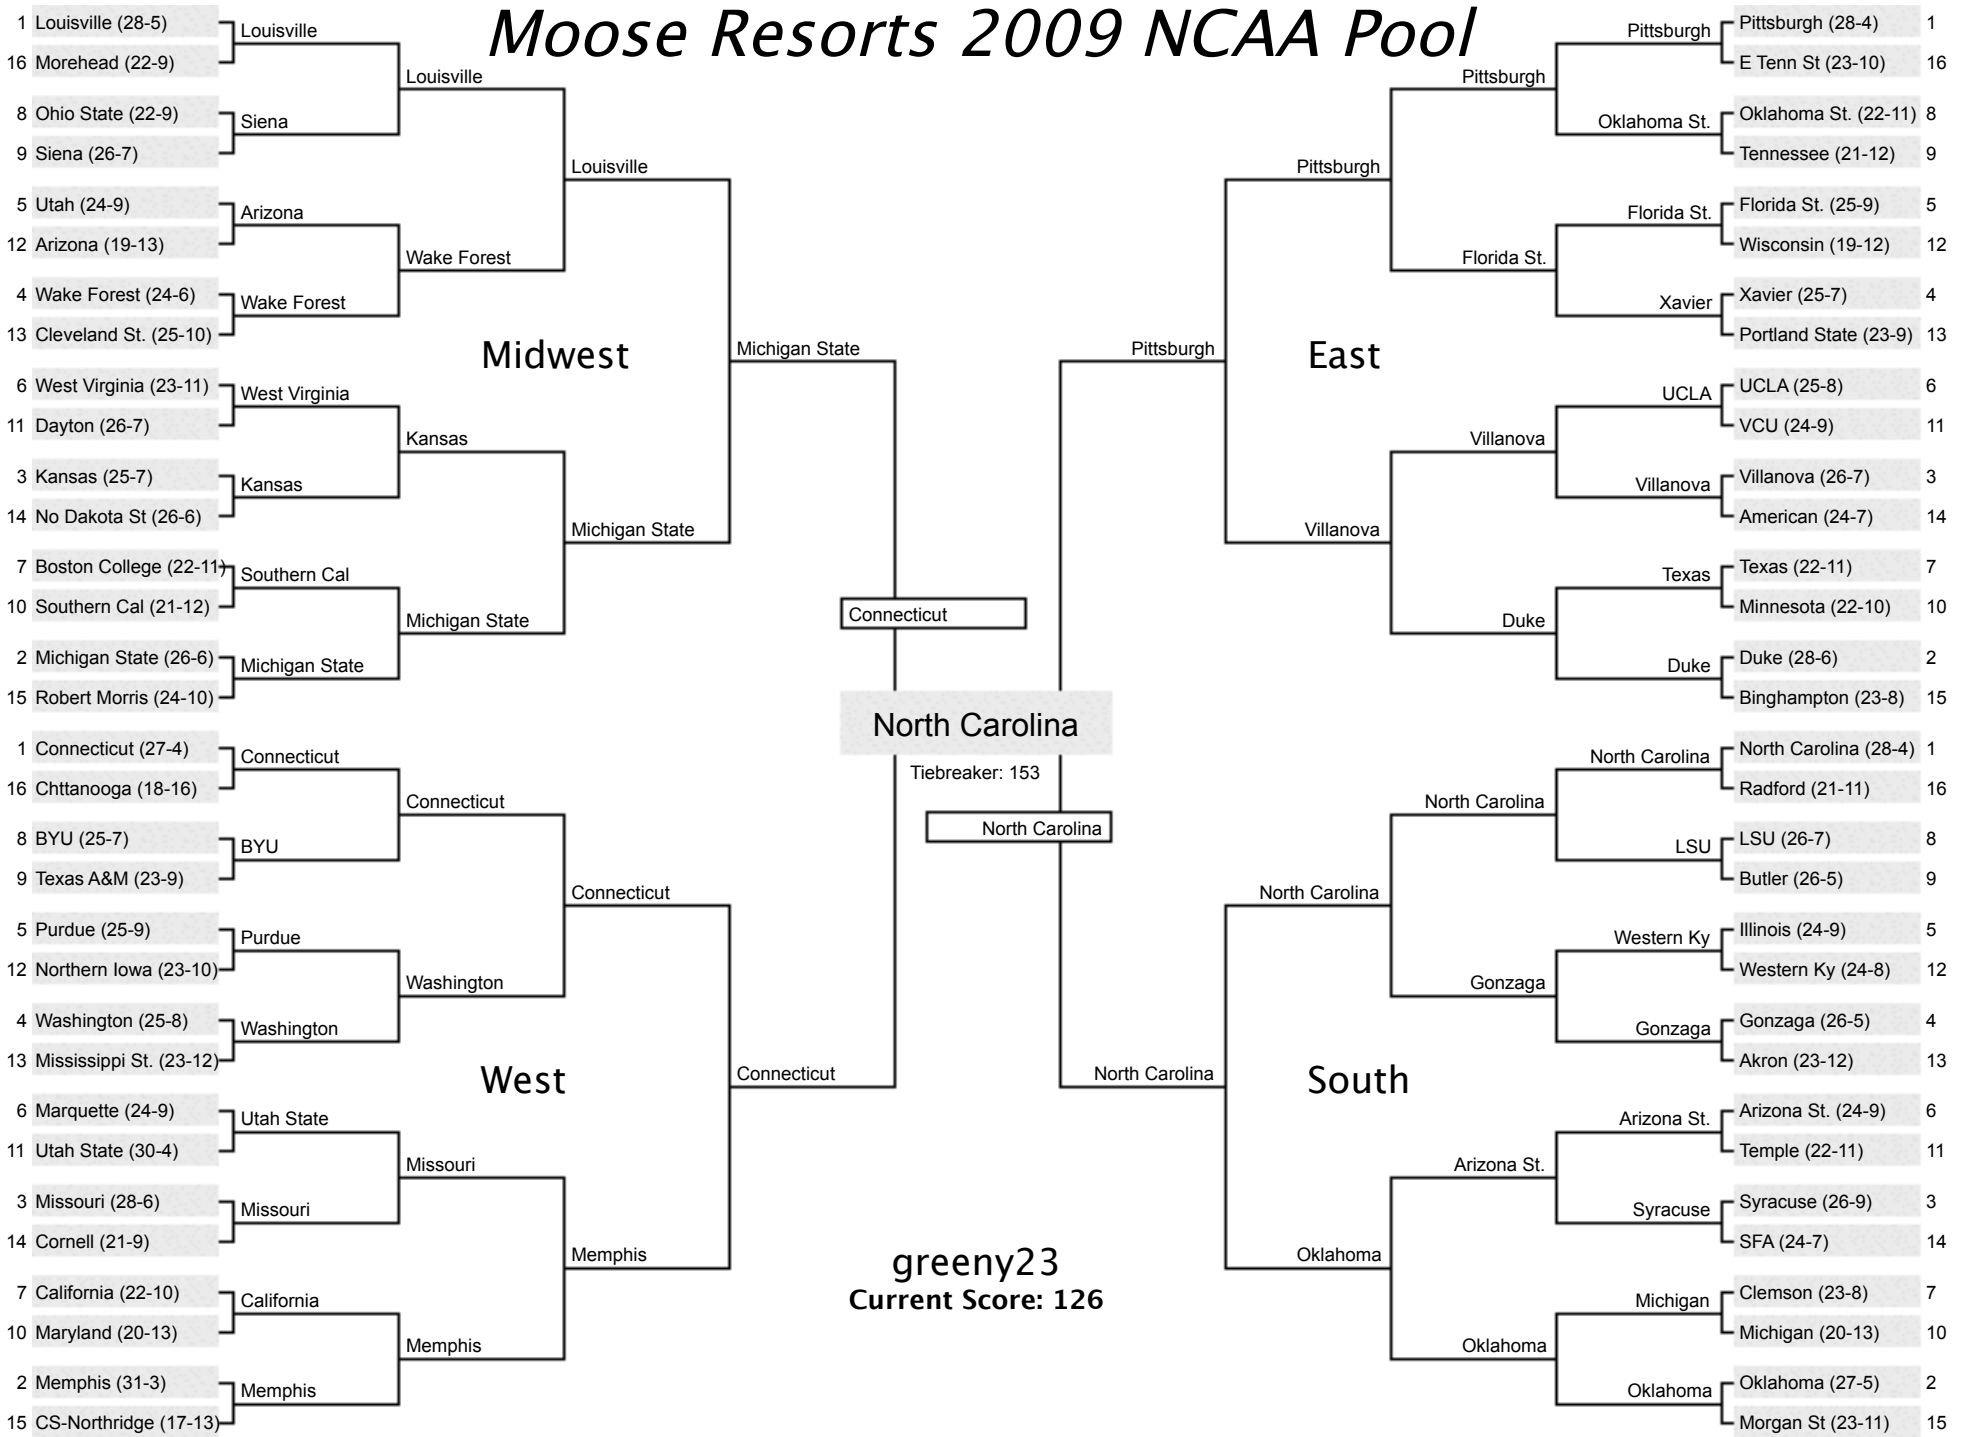 Moose Resorts 2009 NCAA Pool
1 Louisville (28-5)
16 Morehead (22-9)
8 Ohio State (22-9)
9 Siena (26-7)
5 Utah (24-9)
12 Arizona (19-13)
4 Wake Forest (24-6)
13 Cleveland St. (25-10)
6 West Virginia (23-11)
11 Dayton (26-7)
3 Kansas (25-7)
14 No Dakota St (26-6)
7 Boston College (22-11)
10 Southern Cal (21-12)
2 Michigan State (26-6)
15 Robert Morris (24-10)
Louisville
Siena
Arizona
Wake Forest
West Virginia
Kansas
Southern Cal
Michigan State
Louisville
Wake Forest
Kansas
Michigan State
Louisville
Michigan State
Michigan State
Midwest
1 Connecticut (27-4)
16 Chttanooga (18-16)
8 BYU (25-7)
9 Texas A&M (23-9)
5 Purdue (25-9)
12 Northern Iowa (23-10)
4 Washington (25-8)
13 Mississippi St. (23-12)
6 Marquette (24-9)
11 Utah State (30-4)
3 Missouri (28-6)
14 Cornell (21-9)
7 California (22-10)
10 Maryland (20-13)
2 Memphis (31-3)
15 CS-Northridge (17-13)
Connecticut
BYU
Purdue
Washington
Utah State
Missouri
California
Memphis
Connecticut
Washington
Missouri
Memphis
Connecticut
Memphis
Connecticut
West
Connecticut
North Carolina
Tiebreaker: 153
North Carolina
greeny23
Current Score: 126
Pittsburgh (28-4) 1
E Tenn St (23-10) 16
Oklahoma St. (22-11) 8
Tennessee (21-12) 9
Florida St. (25-9) 5
Wisconsin (19-12) 12
Xavier (25-7) 4
Portland State (23-9) 13
UCLA (25-8) 6
VCU (24-9) 11
Villanova (26-7) 3
American (24-7) 14
Texas (22-11) 7
Minnesota (22-10) 10
Duke (28-6) 2
Binghampton (23-8) 15
Pittsburgh
Oklahoma St.
Florida St.
Xavier
UCLA
Villanova
Texas
Duke
Pittsburgh
Florida St.
Villanova
Duke
Pittsburgh
Villanova
Pittsburgh
East
North Carolina (28-4) 1
Radford (21-11) 16
LSU (26-7) 8
Butler (26-5) 9
Illinois (24-9) 5
Western Ky (24-8) 12
Gonzaga (26-5) 4
Akron (23-12) 13
Arizona St. (24-9) 6
Temple (22-11) 11
Syracuse (26-9) 3
SFA (24-7) 14
Clemson (23-8) 7
Michigan (20-13) 10
Oklahoma (27-5) 2
Morgan St (23-11) 15
North Carolina
LSU
Western Ky
Gonzaga
Arizona St.
Syracuse
Michigan
Oklahoma
North Carolina
Gonzaga
Arizona St.
Oklahoma
North Carolina
Oklahoma
North Carolina
South